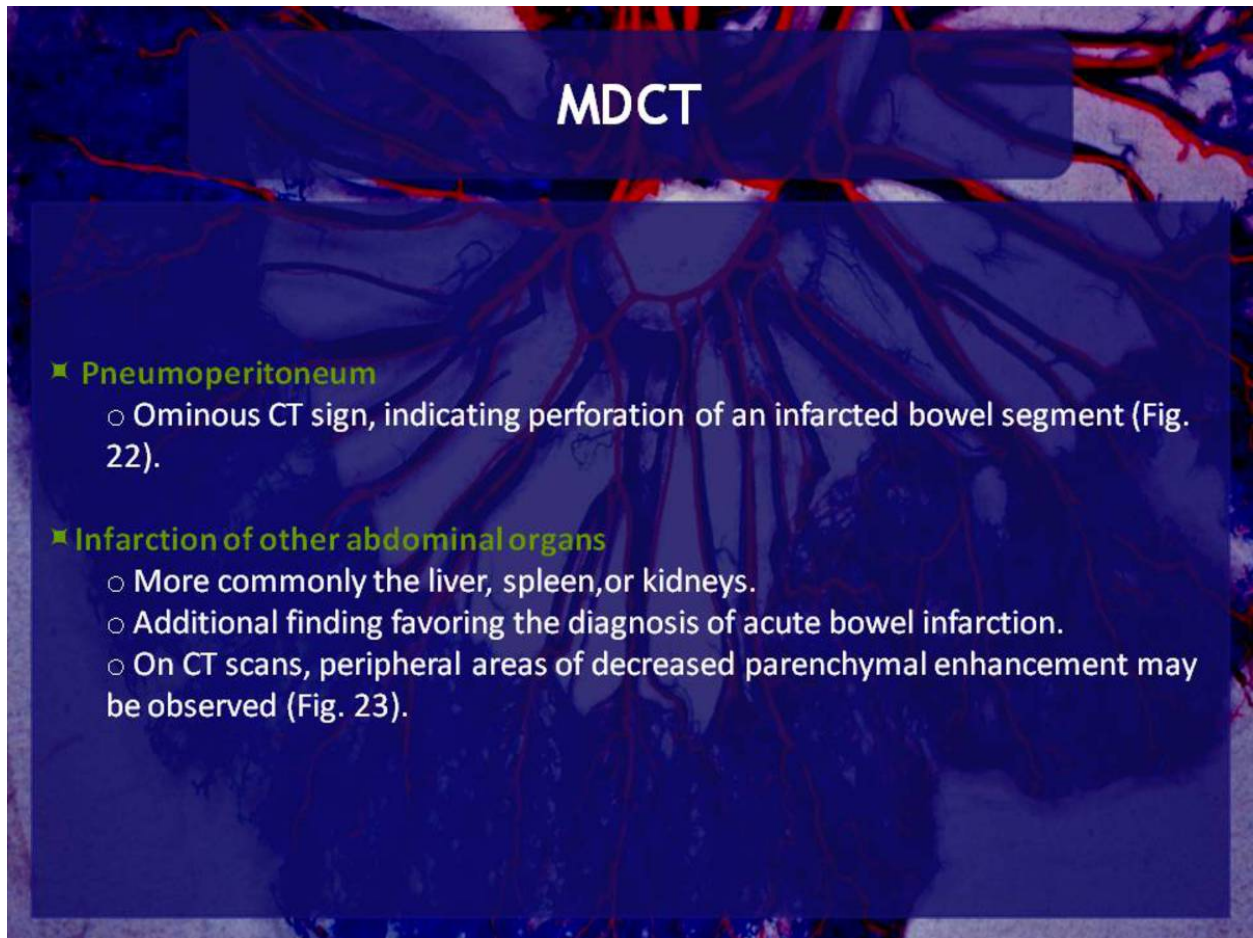 MDCT
¤ Pneumoperitoneum
o Ominous CT sign, indicating perforation of an infarcted bowel segment (Fig.
22).
¤ Infarction of other abdominal organs
o More commonly the liver, spleen,or kidneys.
o Additional finding favoring the diagnosis of acute bowel infarction.
o On CT scans, peripheral areas of decreased parenchymal enhancement may
be observed (Fig. 23).